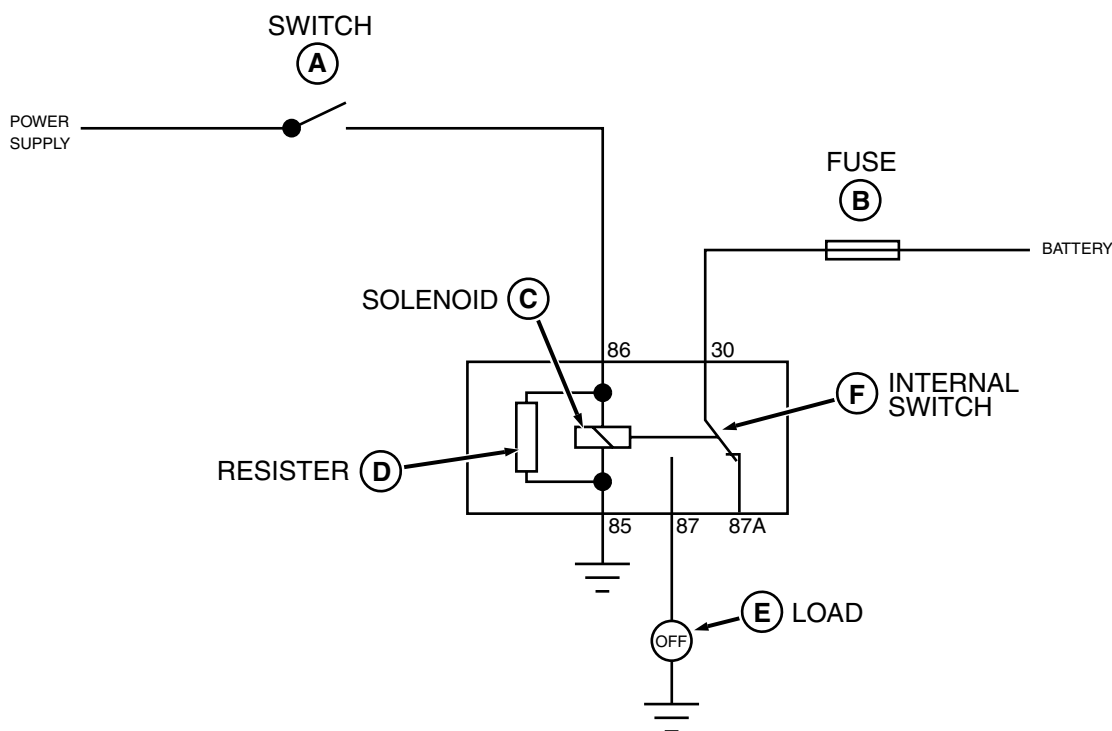 SWITCH
A
POWER
SUPPLY
FUSE
B
BATTERY
SOLENOID C
86
30
F INTERNAL
SWITCH
RESISTER D
85
87
87A
E LOAD
OFF